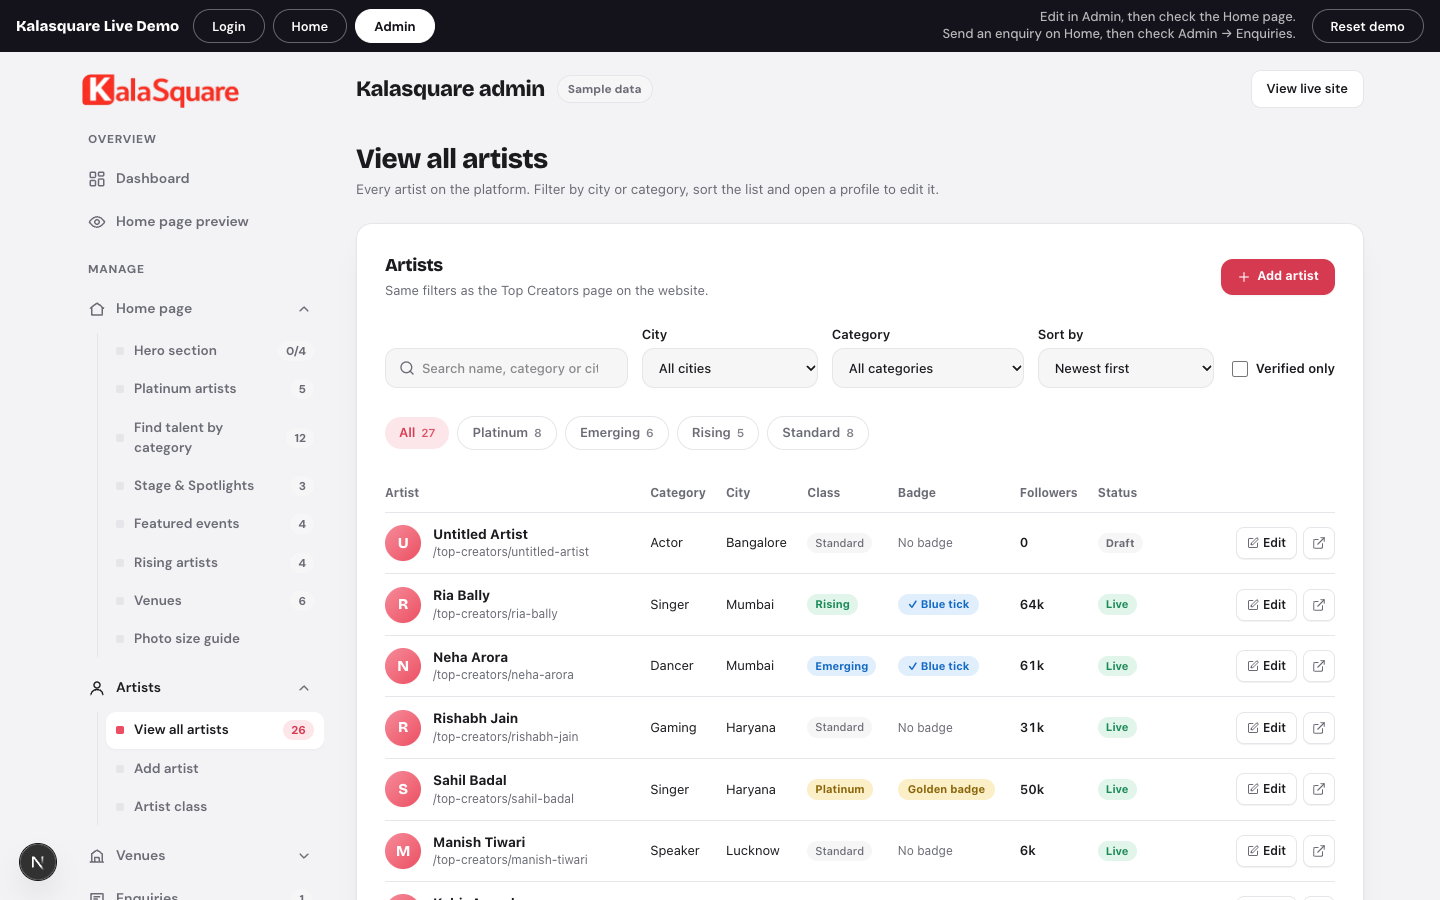 Kalasquare Live Demo
Login
Home
Admin
Edit in Admin, then check the Home page.
Send an enquiry on Home, then check Admin → Enquiries.
Reset demo
KalaSquare
OVERVIEW
Dashboard
Home page preview
MANAGE
Home page
Hero section 0/4
Platinum artists 5
Find talent by
category 12
Stage & Spotlights 3
Featured events 4
Rising artists 4
Venues 6
Photo size guide
Artists
View all artists 26
Add artist
Artist class
Venues
Enquiries 1
N
Kalasquare admin
Sample data
View live site
View all artists
Every artist on the platform. Filter by city or category, sort the list and open a profile to edit it.
Artists
Same filters as the Top Creators page on the website.
+ Add artist
City
Category
Sort by
Search name, category or cit
All cities
All categories
Newest first
Verified only
All 27
Platinum 8
Emerging 6
Rising 5
Standard 8
Artist Category City Class Badge Followers Status
U Untitled Artist Actor Bangalore Standard No badge 0 Draft Edit
/top-creators/untitled-artist
R Ria Bally Singer Mumbai Rising ✓ Blue tick 64k Live Edit
/top-creators/ria-bally
N Neha Arora Dancer Mumbai Emerging ✓ Blue tick 61k Live Edit
/top-creators/neha-arora
R Rishabh Jain Gaming Haryana Standard No badge 31k Live Edit
/top-creators/rishabh-jain
S Sahil Badal Singer Haryana Platinum Golden badge 50k Live Edit
/top-creators/sahil-badal
M Manish Tiwari Speaker Lucknow Standard No badge 6k Live Edit
/top-creators/manish-tiwari